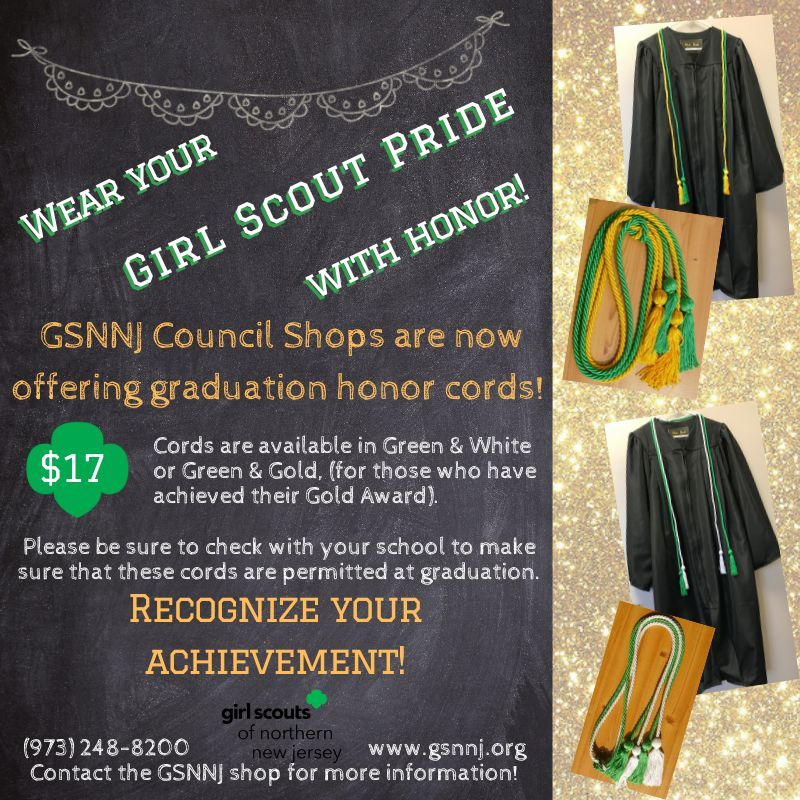 Wear your
Girl Scout Pride
with honor!
GSNNJ Council Shops are now
offering graduation honor cords!
$17
Cords are available in Green & White
or Green & Gold, (for those who have
achieved their Gold Award).
Please be sure to check with your school to make
sure that these cords are permitted at graduation.
Recognize your
achievement!
girl scouts
of northern
new jersey
(973) 248-8200
www.gsnnj.org
Contact the GSNNJ shop for more information!